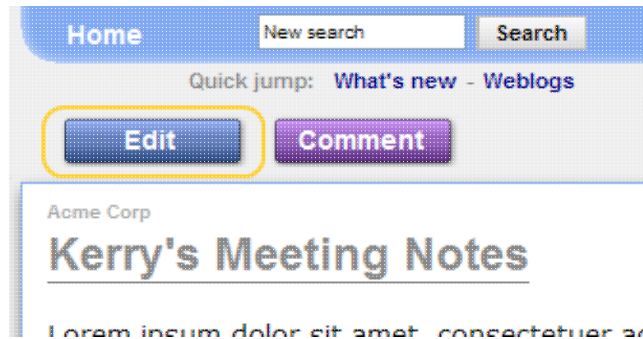 Home New search Search
Quick jump: What's new - Weblogs
Edit Comment
Acme Corp
Kerry's Meeting Notes
Lorem ipsum dolor sit amet, consectetuer